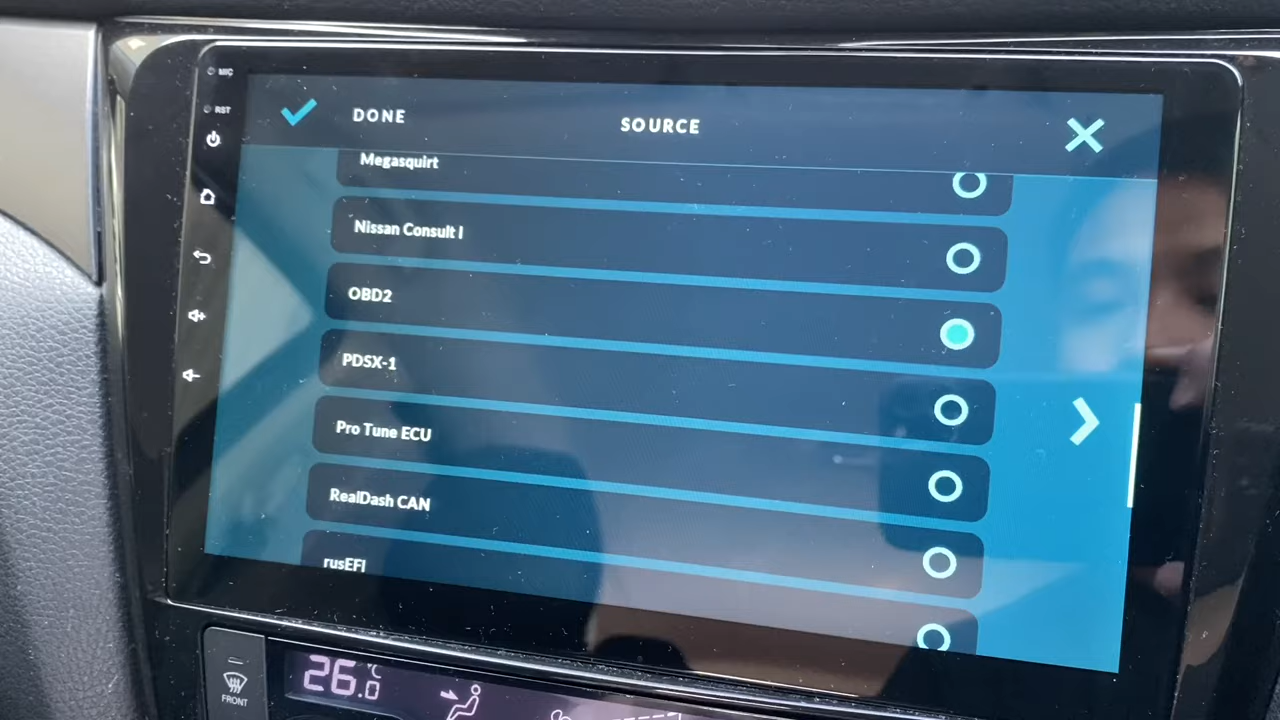 MIC
RST
DONE
SOURCE
Megasquirt
Nissan Consult I
OBD2
PDSX-1
Pro Tune ECU
RealDash CAN
rusEFI
26.0 °C
FRONT